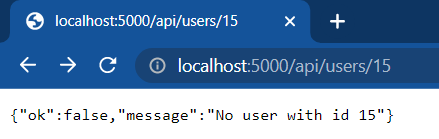 localhost:5000/api/users/15
localhost:5000/api/users/15
{"ok":false,"message":"No user with id 15"}